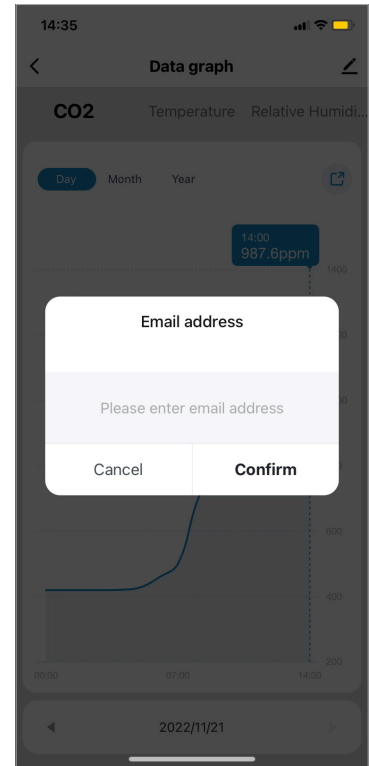 14:35
Data graph
CO2 Temperature Relative Humidi...
Day Month Year
14:00
987.6ppm
1400
Email address
Please enter email address
Cancel Confirm
600
400
200
00:00 07:00 14:00
2022/11/21